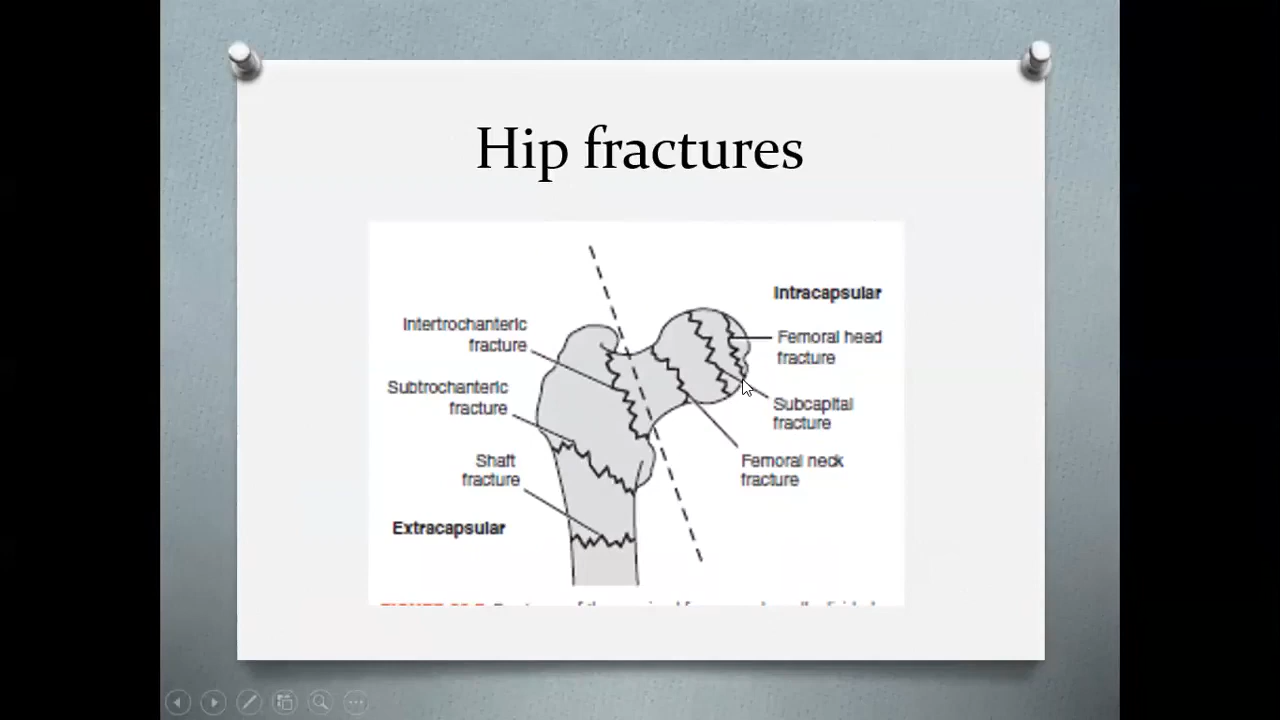 Hip fractures
Intracapsular
Intertrochanteric
fracture
Femoral head
fracture
Subtrochanteric
fracture
Subcapital
fracture
Shaft
fracture
Femoral neck
fracture
Extracapsular